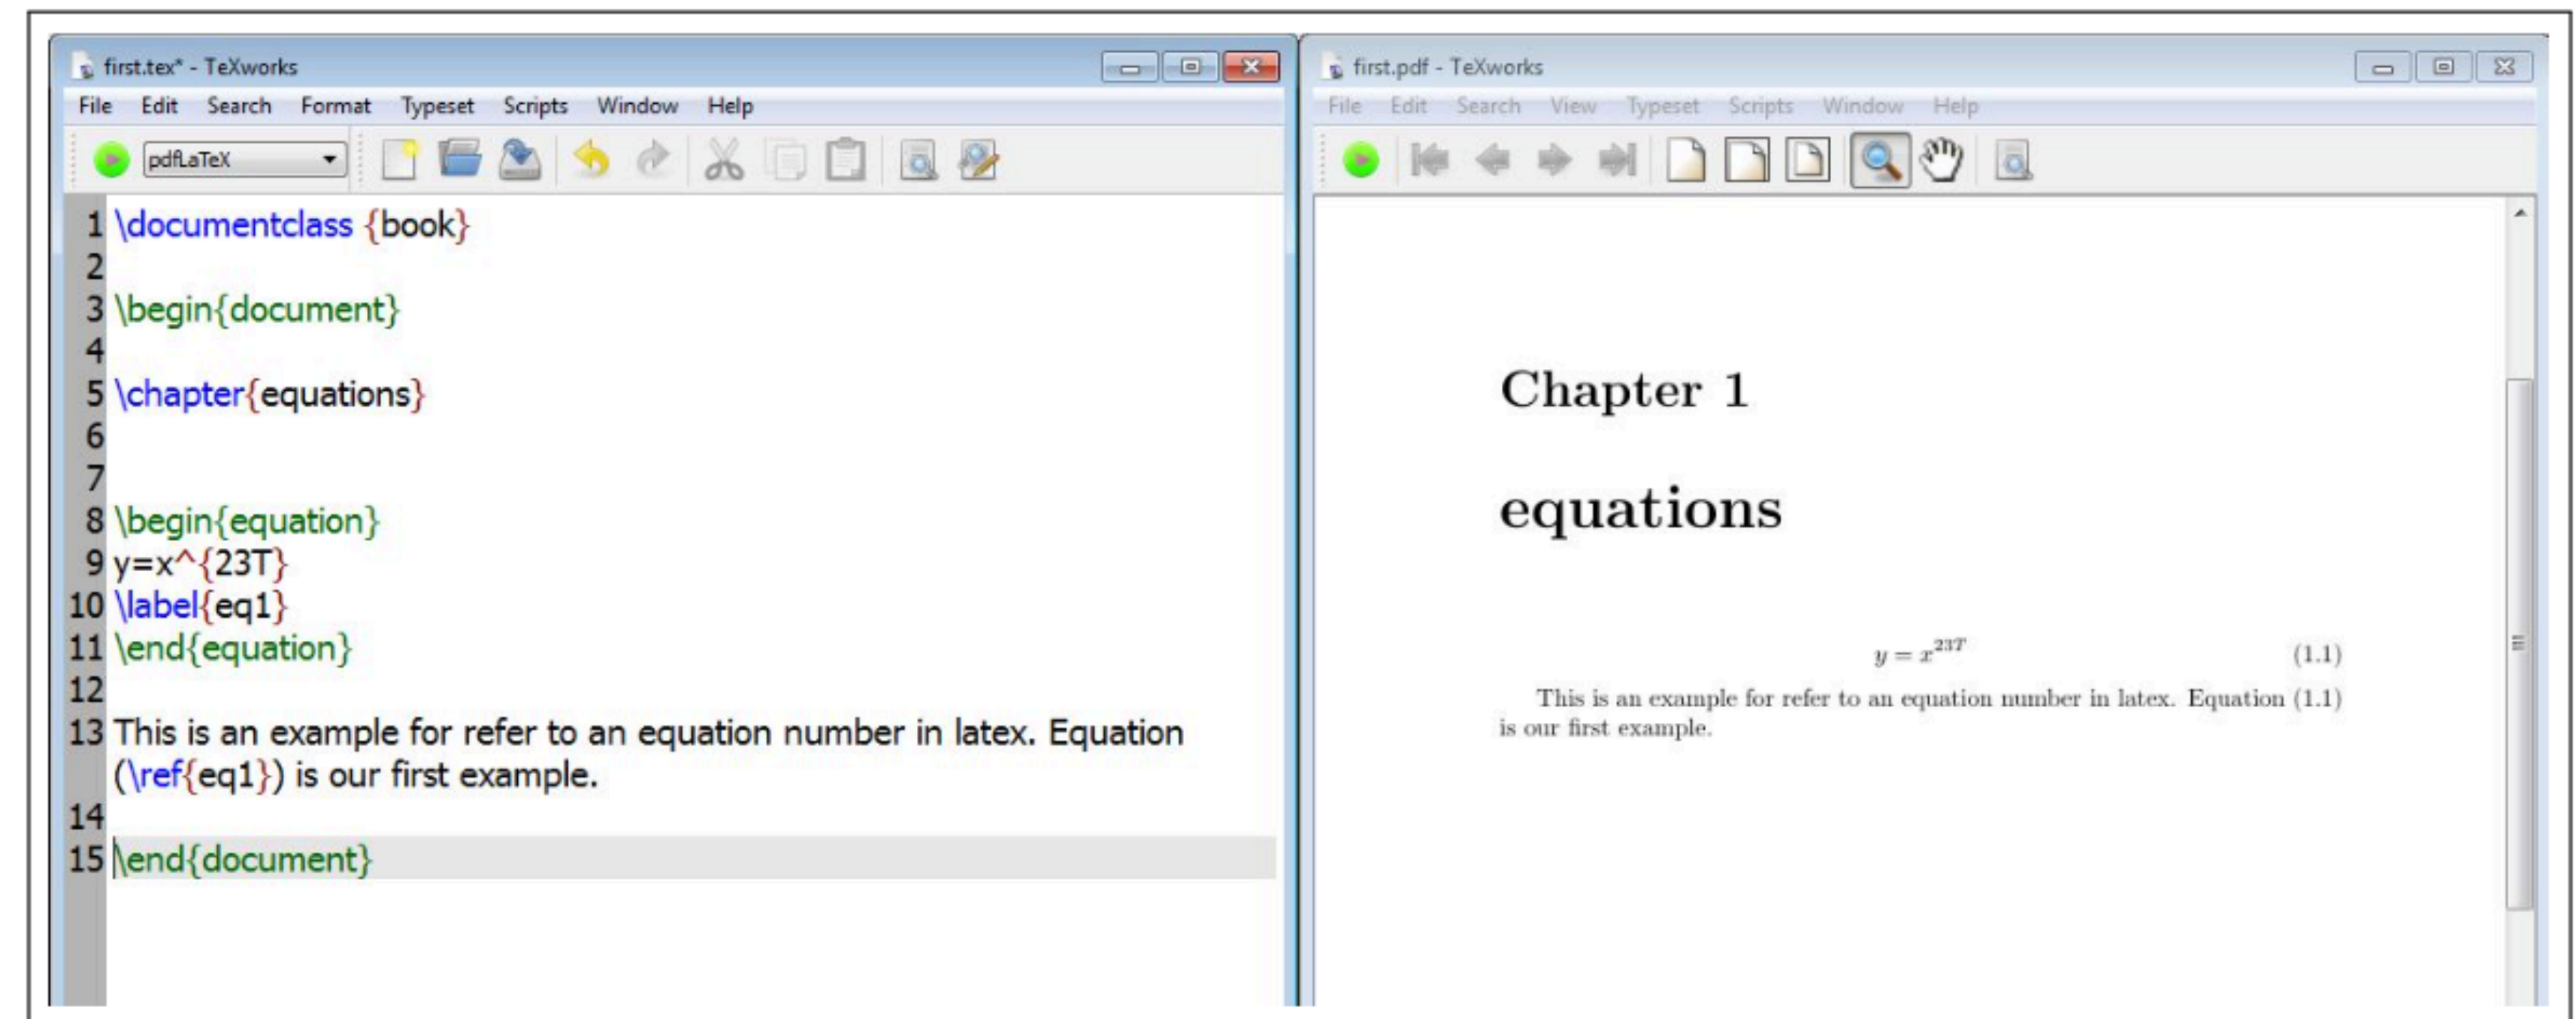 first.tex* - TeXworks
File Edit Search Format Typeset Scripts Window Help
pdfLaTeX
1 \documentclass {book}
2
3 \begin{document}
4
5 \chapter{equations}
6
7
8 \begin{equation}
9 y=x^{23T}
10 \label{eq1}
11 \end{equation}
12
13 This is an example for refer to an equation number in latex. Equation
(\ref{eq1}) is our first example.
14
15 \end{document}
first.pdf - TeXworks
File Edit Search View Typeset Scripts Window Help
Chapter 1
equations
y = x^{23T} (1.1)
This is an example for refer to an equation number in latex. Equation (1.1)
is our first example.